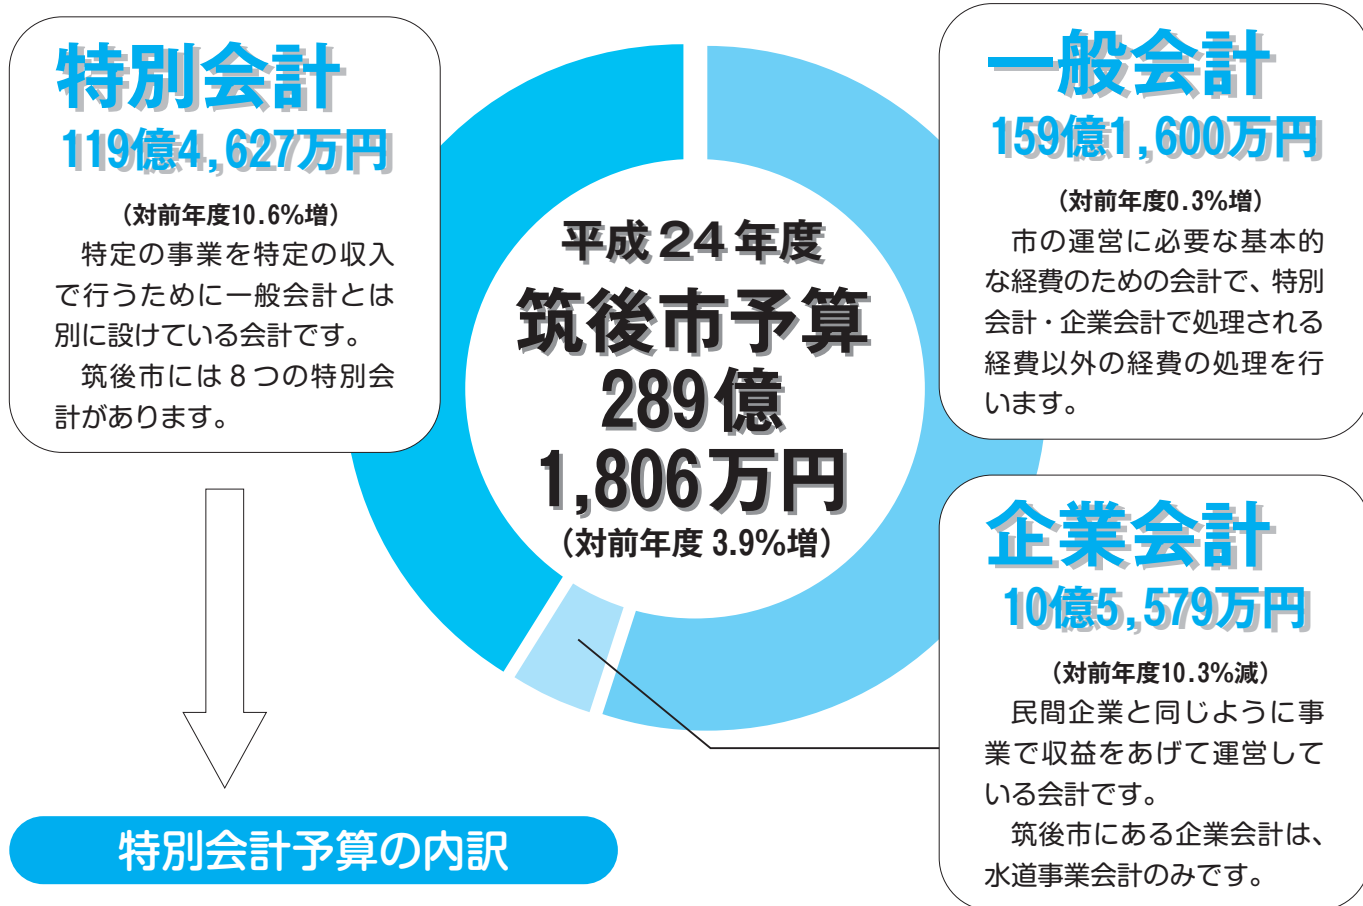 特別会計
119億4,627万円
(対前年度10.6%増)
特定の事業を特定の収入
で行うために一般会計とは
別に設けている会計です。
筑後市には8つの特別会
計があります。
平成24年度
筑後市予算
289億
1,806万円
(対前年度 3.9%増)
一般会計
159億1,600万円
(対前年度0.3%増)
市の運営に必要な基本的
な経費のための会計で、特別
会計・企業会計で処理される
経費以外の経費の処理を行
います。
企業会計
10億5,579万円
(対前年度10.3%減)
民間企業と同じように事
業で収益をあげて運営して
いる会計です。
筑後市にある企業会計は、
水道事業会計のみです。
特別会計予算の内訳